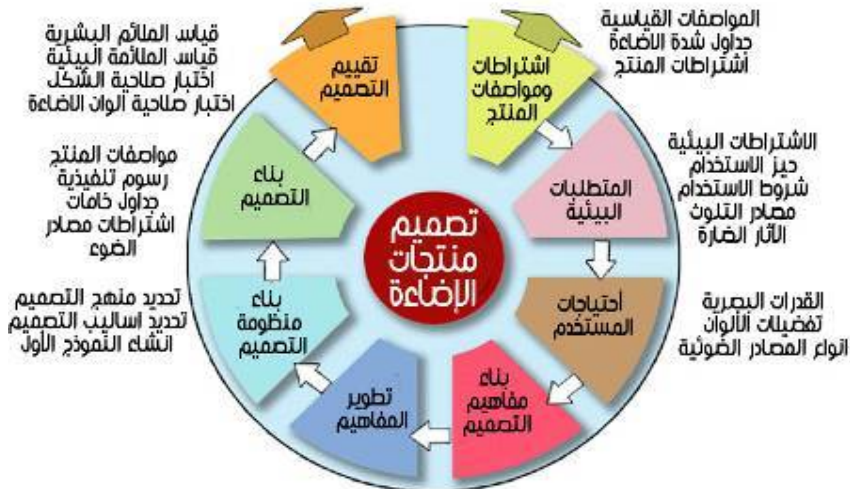 المواصفات القياسية
جداول شدة الاضاءة
اشتراطات المنتج
اشتراطات
ومواصفات
المنتج
الاشتراطات البيئية
حيز الاستخدام
شروط الاستخدام
مصادر التلوث
الأثار الضارة
المتطلبات
البيئية
القدرات البصرية
تفضيلات الألوان
انواع المصادر الضوئية
أحتياجات
المستخدم
بناء
مفاهيم
التصميم
تطوير
المفاهيم
تحديد منهج التصميم
تحديد اساليب التصميم
انشاء النموذج الأول
بناء
منظومة
التصميم
مواصفات المنتج
رسوم تنفيذية
جداول خامات
اشتراطات مصادر
الضوء
بناء
التصميم
قياس الملائم البشرية
قياس الملائمة البيئية
اختبار صلاحية الشكل
اختبار صلاحية الوان الاضاءة
تقييم
التصميم
تصميم
منتجات
الإضاءة